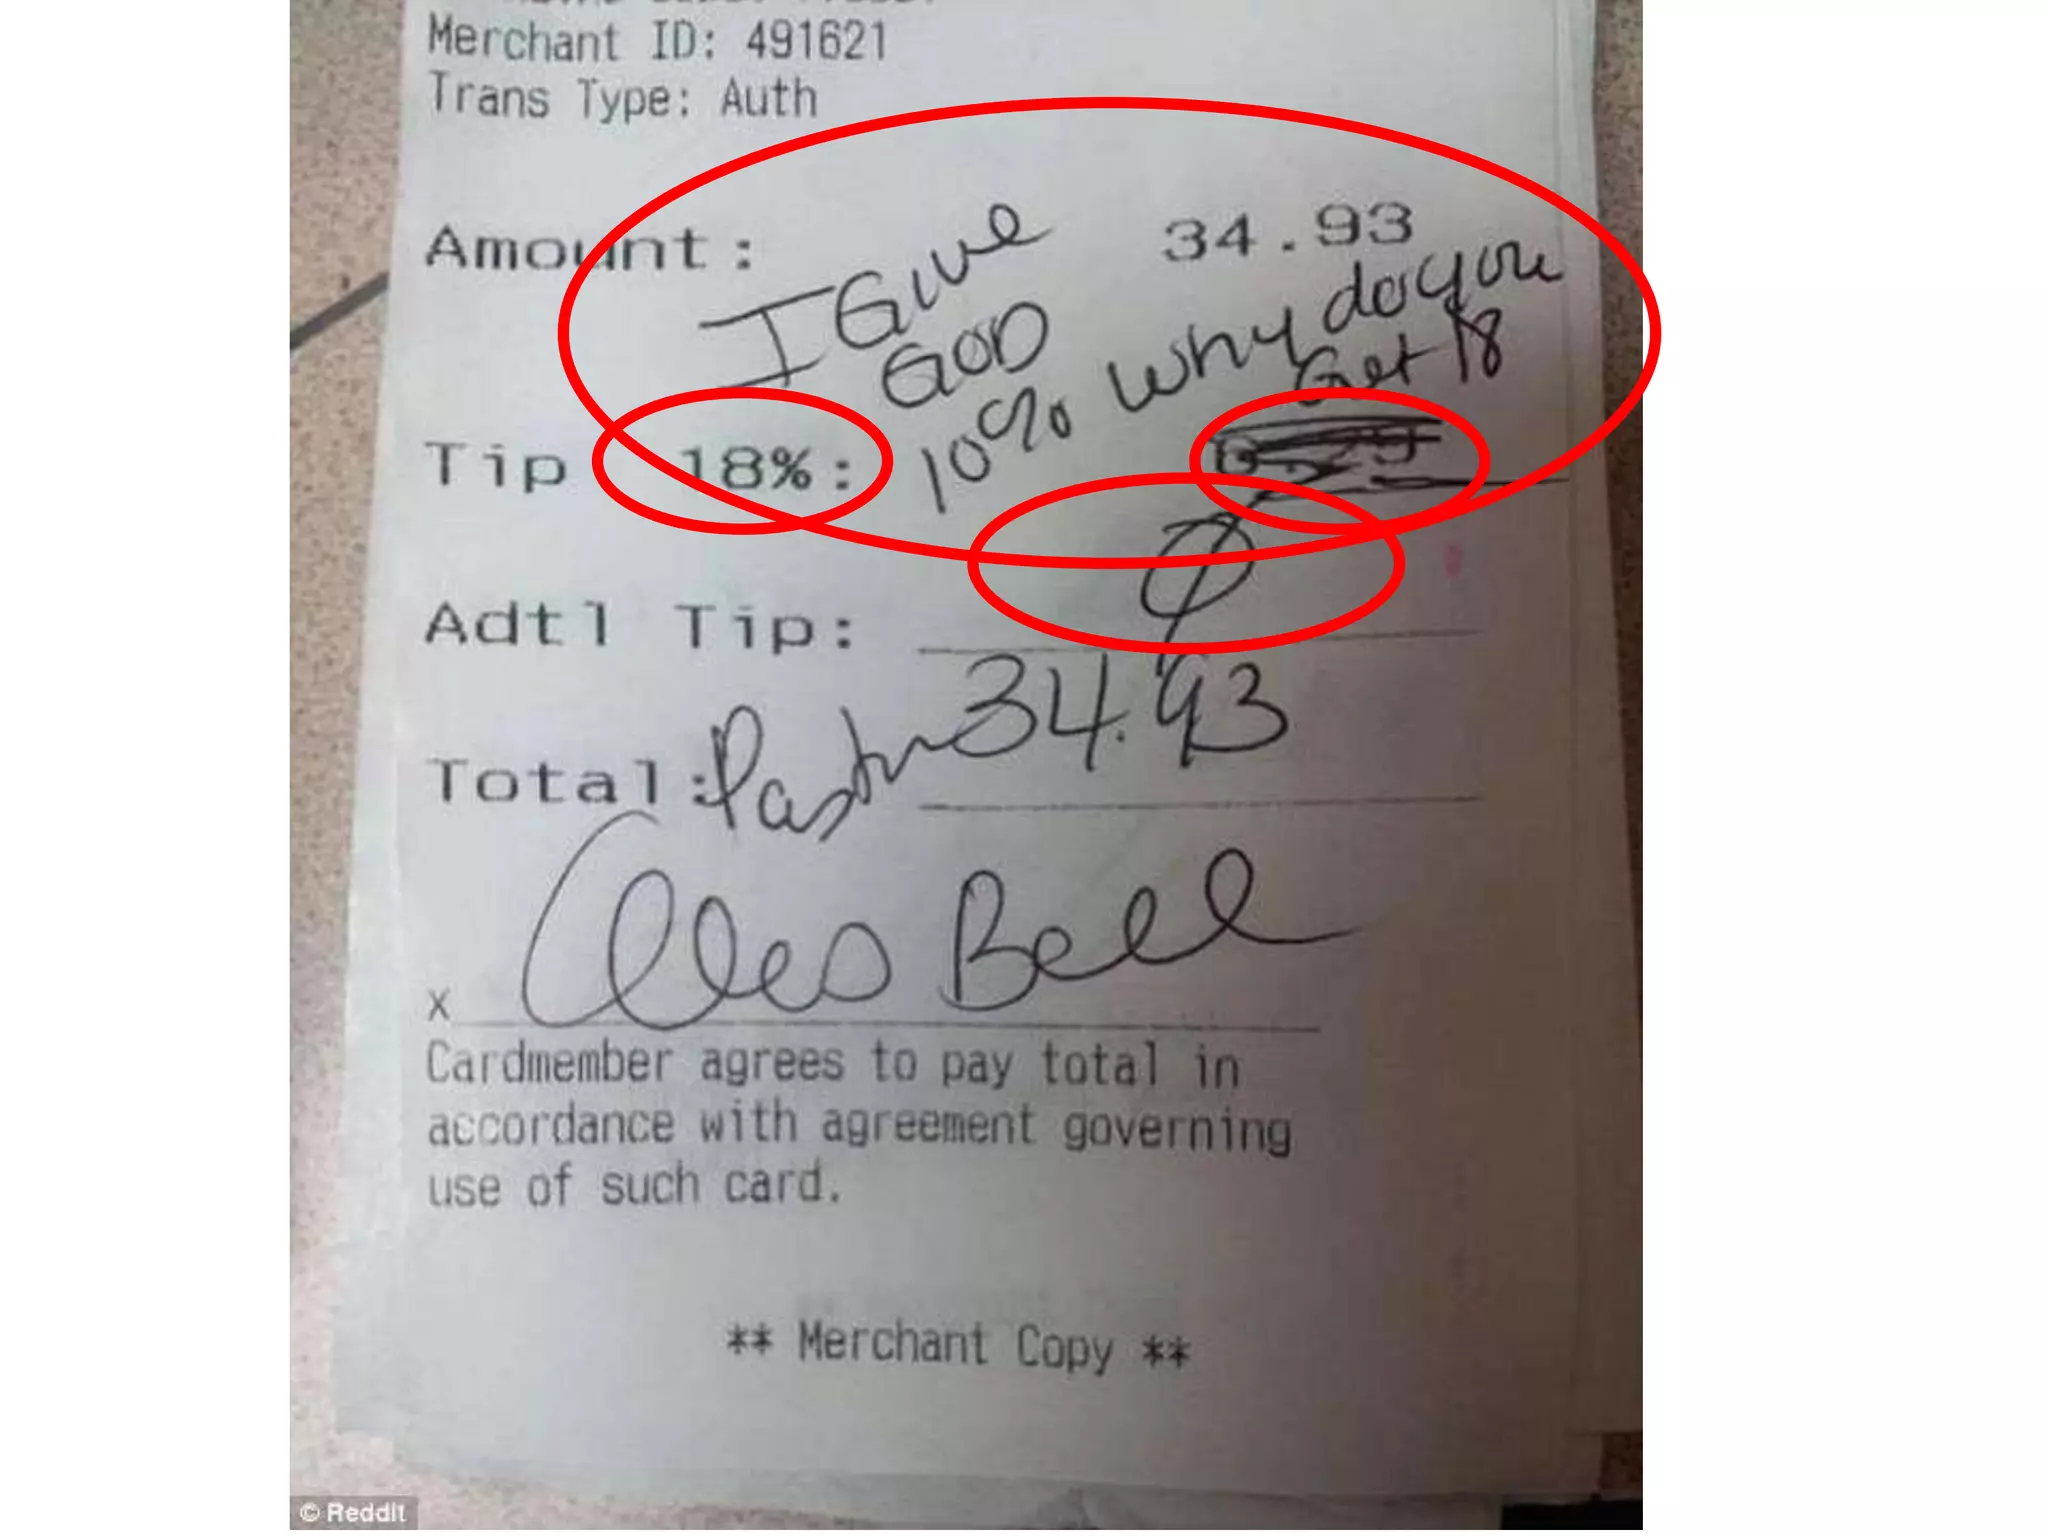 Merchant ID: 491621
Trans Type: Auth
Amount: 34.93
I Give
God
10% Why do you
Get 18
Tip 18%:
Adtl Tip: 0
Total: Pastor 34.93
X Bell
Cardmember agrees to pay total in
accordance with agreement governing
use of such card.
** Merchant Copy **
© Reddit